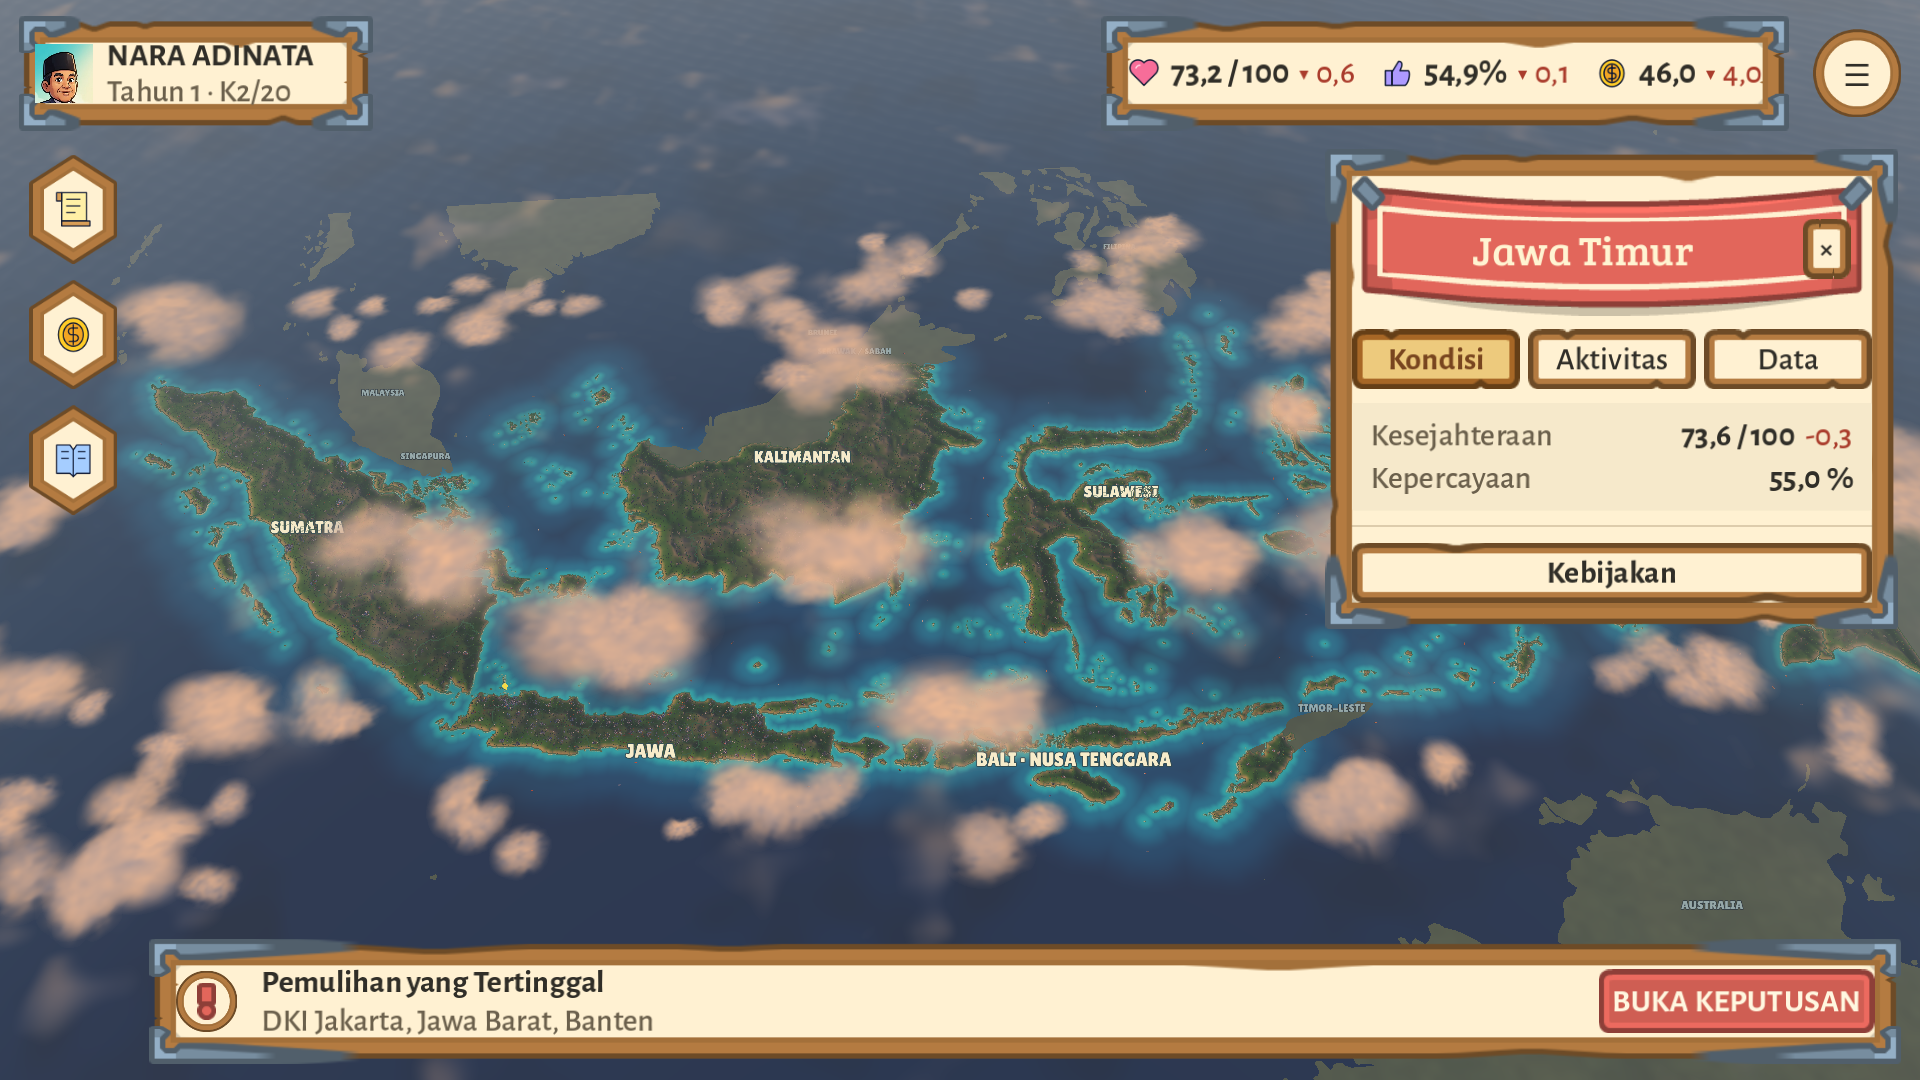 NARA ADINATA
Tahun 1 · K2/20
73,2 / 100 ▼ 0,6 54,9% ▼ 0,1 46,0 ▼ 4,0
Jawa Timur
×
Kondisi Aktivitas Data
Kesejahteraan 73,6 / 100 -0,3
Kepercayaan 55,0 %
Kebijakan
MALAYSIA
SINGAPURA
SABAH
KALIMANTAN
SULAWESI
SUMATRA
JAWA
BALI · NUSA TENGGARA
TIMOR-LESTE
AUSTRALIA
Pemulihan yang Tertinggal
DKI Jakarta, Jawa Barat, Banten
BUKA KEPUTUSAN